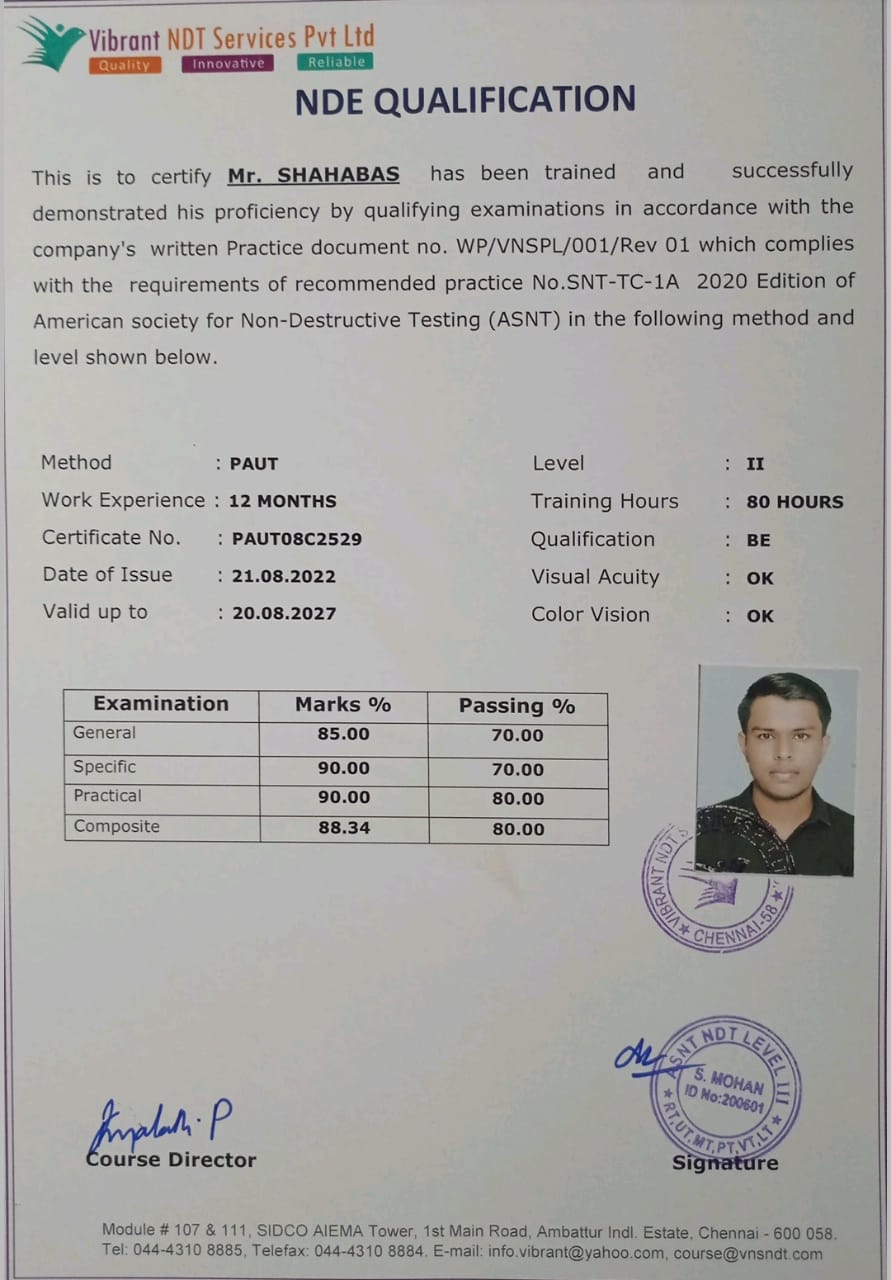 Vibrant NDT Services Pvt Ltd
Quality Innovative Reliable
NDE QUALIFICATION
This is to certify Mr. SHAHABAS has been trained and successfully
demonstrated his proficiency by qualifying examinations in accordance with the
company's written Practice document no. WP/VNSPL/001/Rev 01 which complies
with the requirements of recommended practice No.SNT-TC-1A 2020 Edition of
American society for Non-Destructive Testing (ASNT) in the following method and
level shown below.
Method : PAUT Level : II
Work Experience : 12 MONTHS Training Hours : 80 HOURS
Certificate No. : PAUT08C2529 Qualification : BE
Date of Issue : 21.08.2022 Visual Acuity : OK
Valid up to : 20.08.2027 Color Vision : OK
Examination Marks % Passing %
General 85.00 70.00
Specific 90.00 70.00
Practical 90.00 80.00
Composite 88.34 80.00
VIBRANT NDT
CHENNAI-58
ASNT NDT LEVEL III
S. MOHAN
ID No:200601
RT,UT,MT,PT,VT,LT
Course Director Signature
Module # 107 & 111, SIDCO AIEMA Tower, 1st Main Road, Ambattur Indl. Estate, Chennai - 600 058.
Tel: 044-4310 8885, Telefax: 044-4310 8884. E-mail: info.vibrant@yahoo.com, course@vnsndt.com